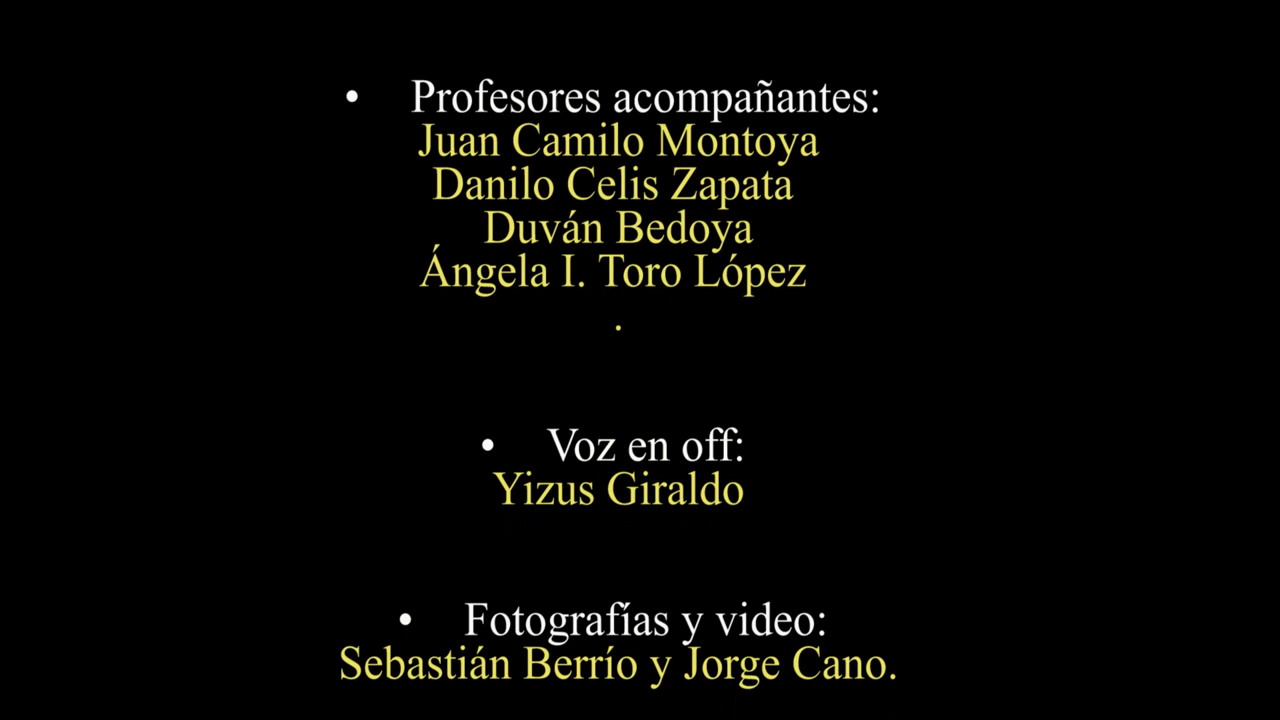 • Profesores acompañantes:
Juan Camilo Montoya
Danilo Celis Zapata
Duván Bedoya
Ángela I. Toro López
.
• Voz en off:
Yizus Giraldo
• Fotografías y video:
Sebastián Berrío y Jorge Cano.